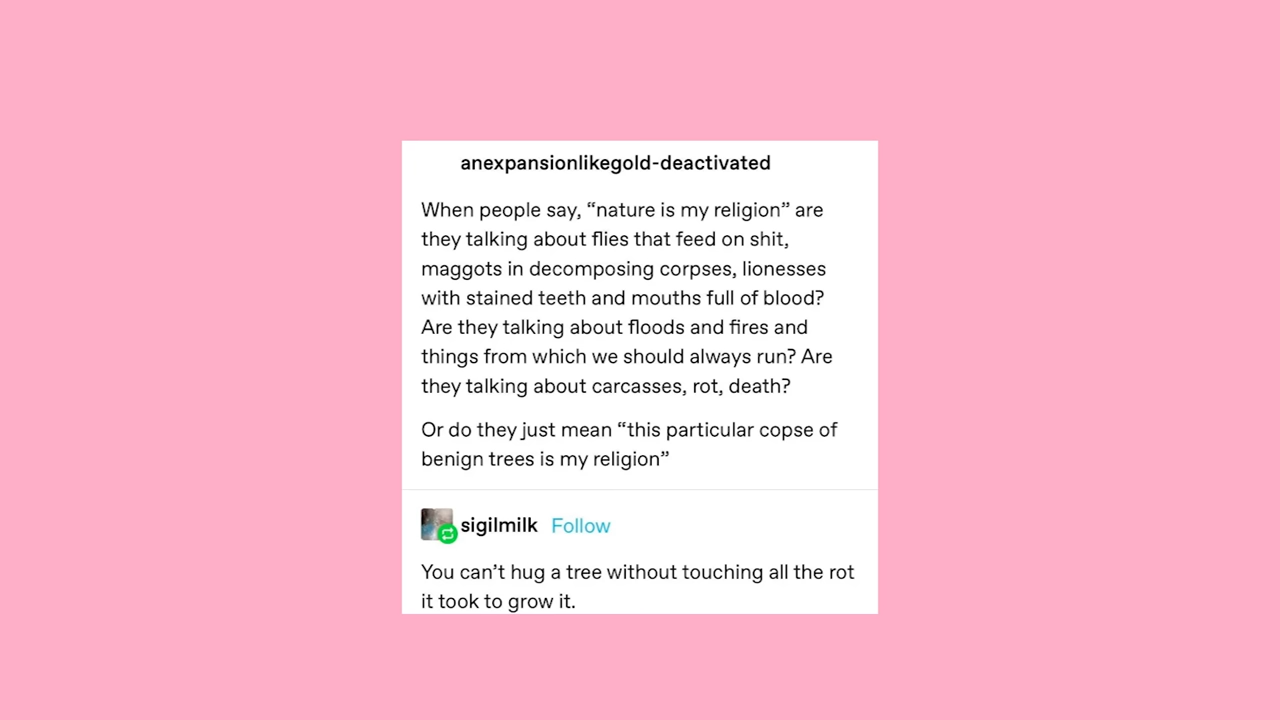 anexpansionlikegold-deactivated
When people say, “nature is my religion” are
they talking about flies that feed on shit,
maggots in decomposing corpses, lionesses
with stained teeth and mouths full of blood?
Are they talking about floods and fires and
things from which we should always run? Are
they talking about carcasses, rot, death?
Or do they just mean “this particular copse of
benign trees is my religion”
sigilmilk Follow
You can’t hug a tree without touching all the rot
it took to grow it.